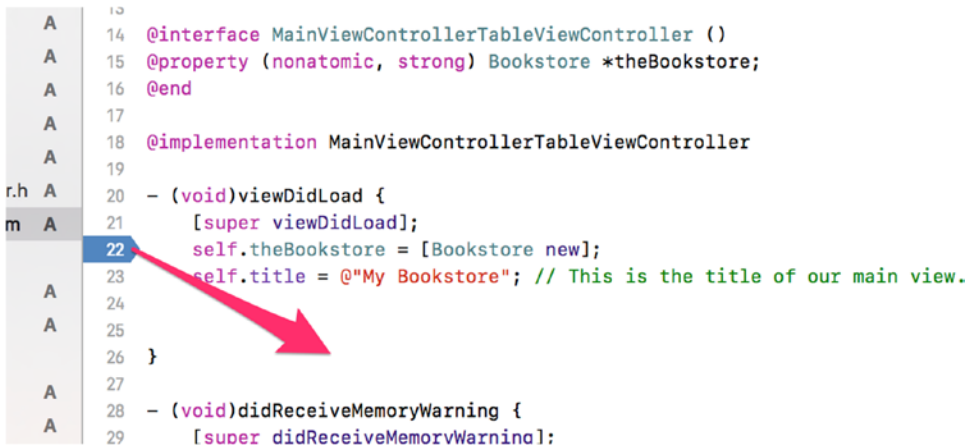 A
A
A
A
A
r.h A
m A
A
A
A
A
13
14 @interface MainViewControllerTableViewController ()
15 @property (nonatomic, strong) Bookstore *theBookstore;
16 @end
17
18 @implementation MainViewControllerTableViewController
19
20 - (void)viewDidLoad {
21 [super viewDidLoad];
22 self.theBookstore = [Bookstore new];
23 self.title = @"My Bookstore"; // This is the title of our main view.
24
25
26 }
27
28 - (void)didReceiveMemoryWarning {
29 [super didReceiveMemoryWarning];